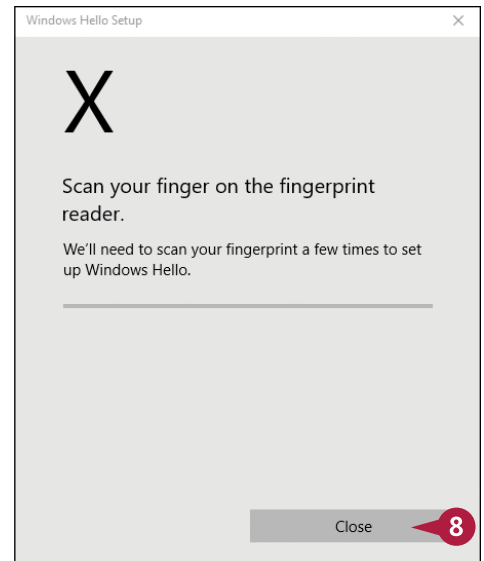 Windows Hello Setup
X
Scan your finger on the fingerprint
reader.
We'll need to scan your fingerprint a few times to set
up Windows Hello.
Close
8